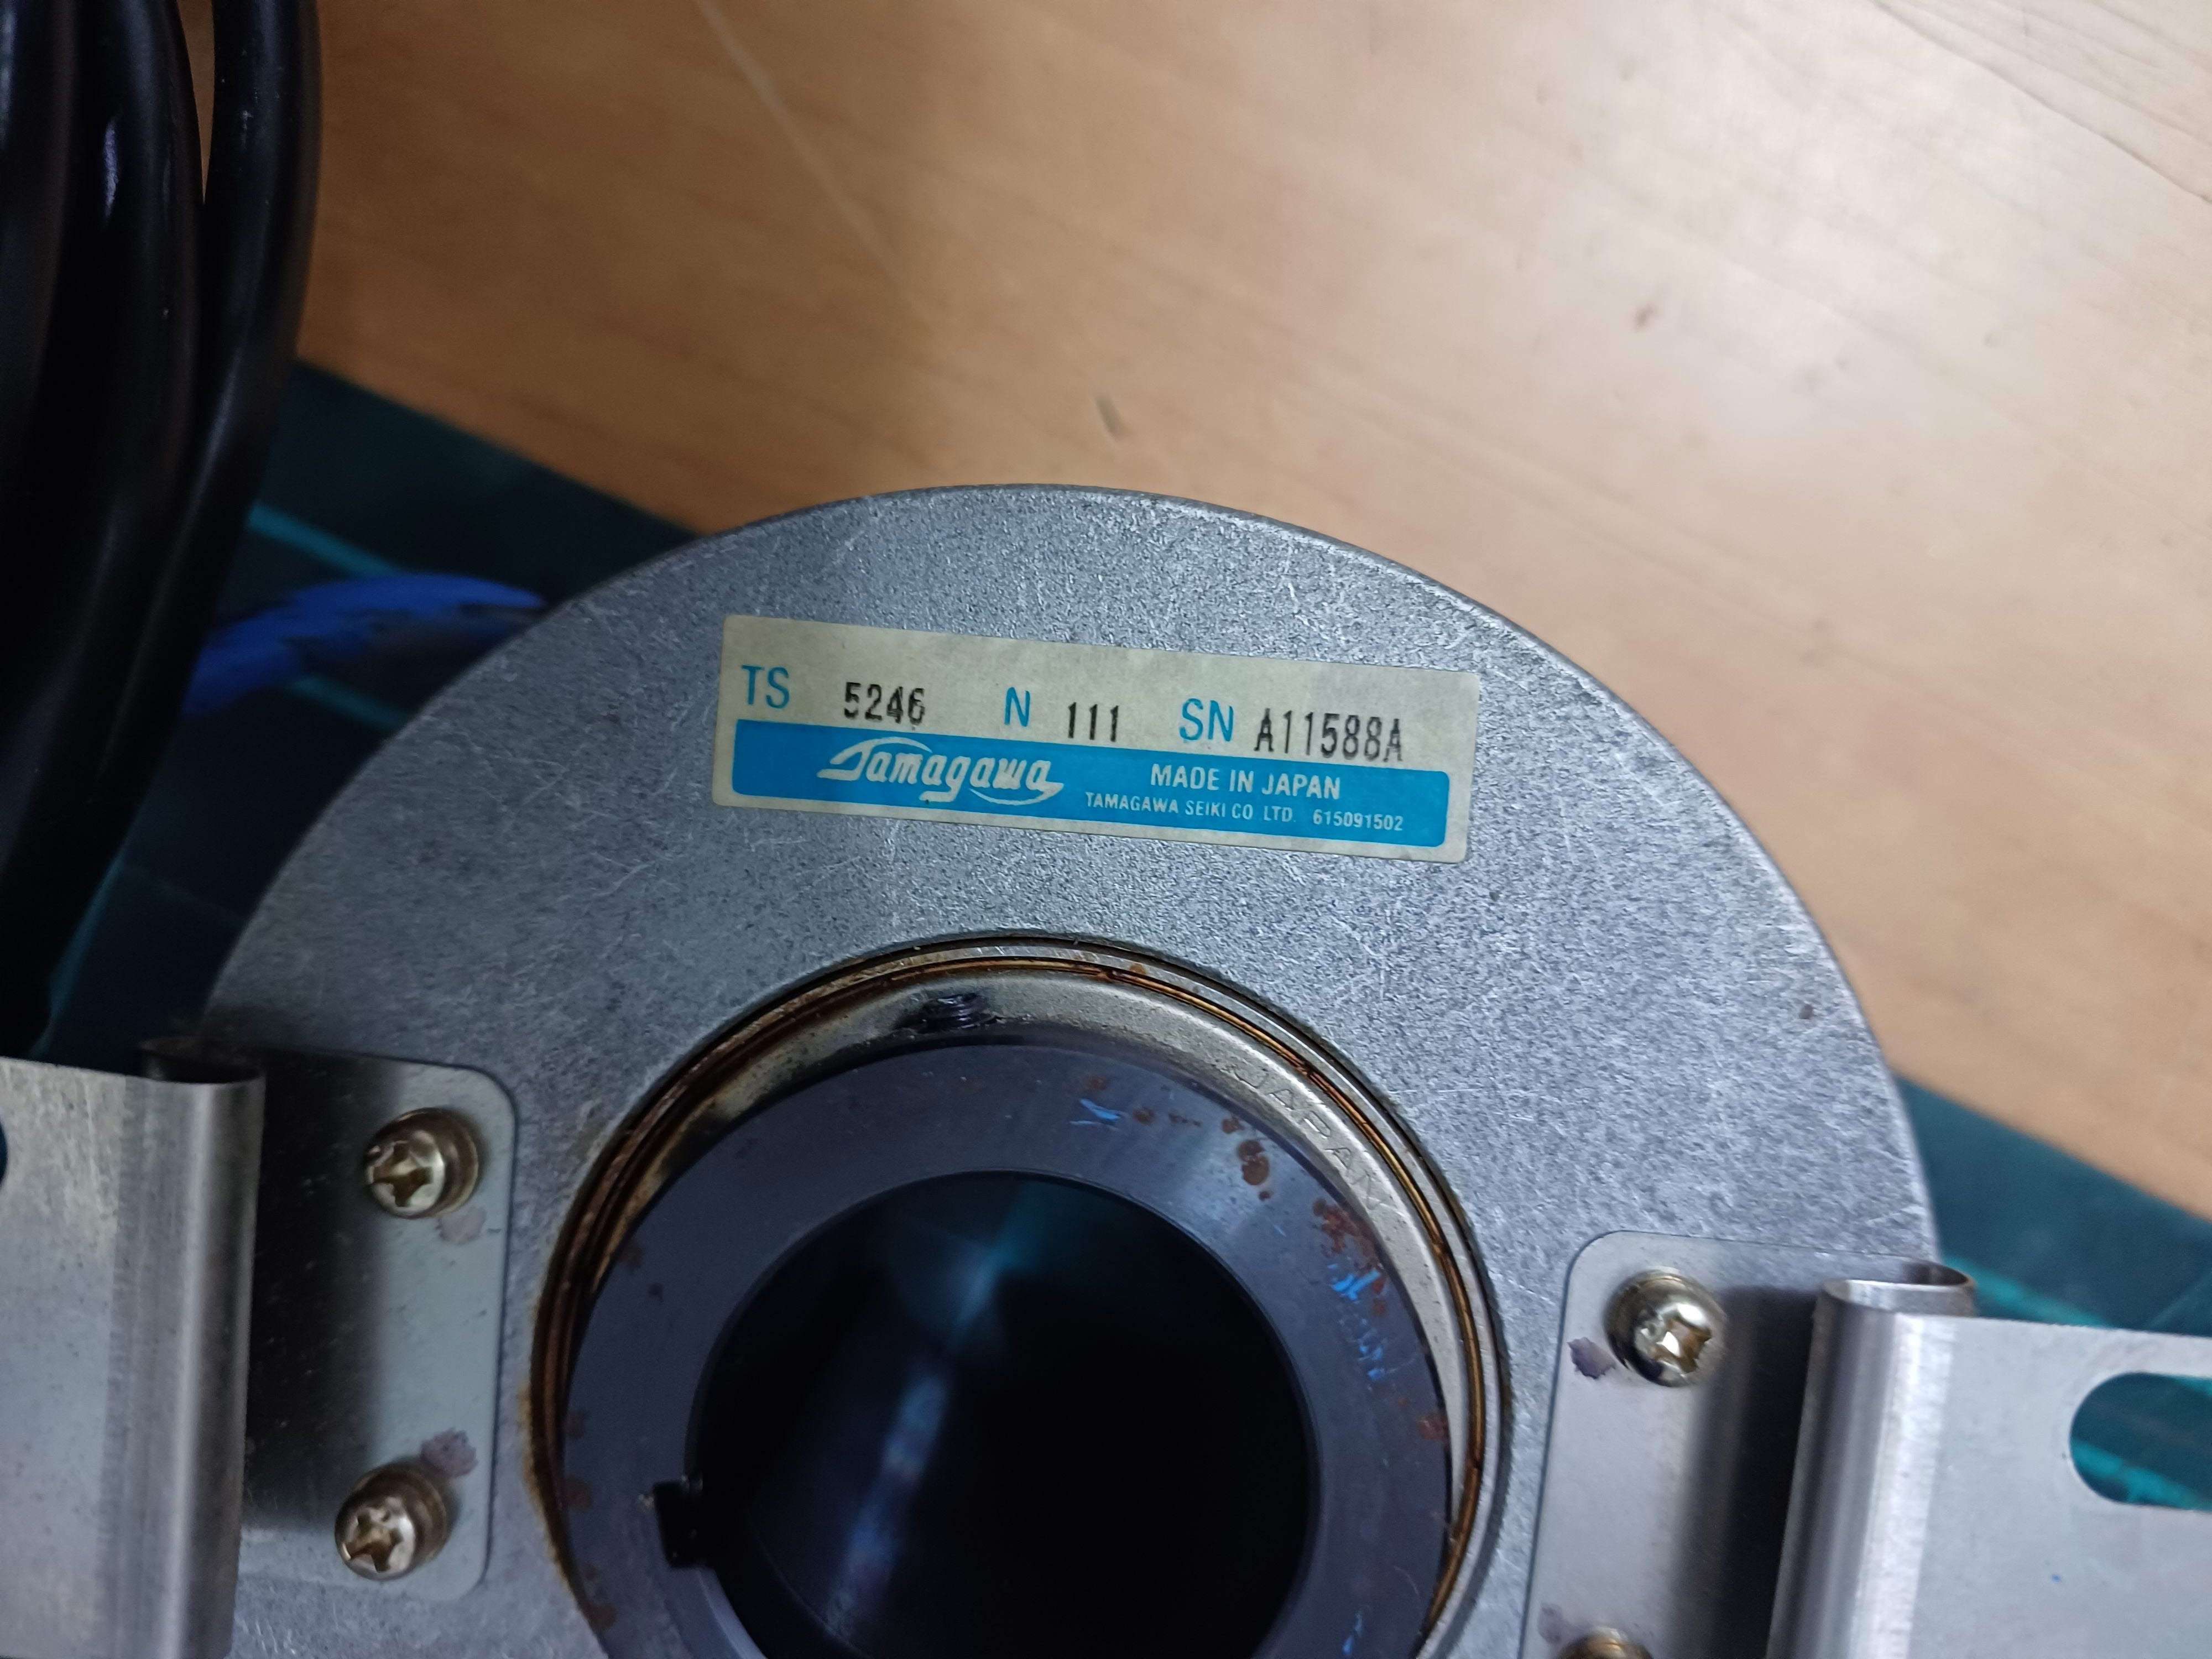 TS 5246 N 111 SN A11588A
Tamagawa MADE IN JAPAN
TAMAGAWA SEIKI CO LTD. 615091502
JAPAN